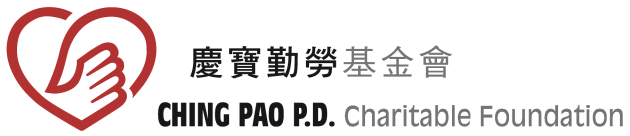 慶寶勤勞基金會
CHING PAO P.D. Charitable Foundation